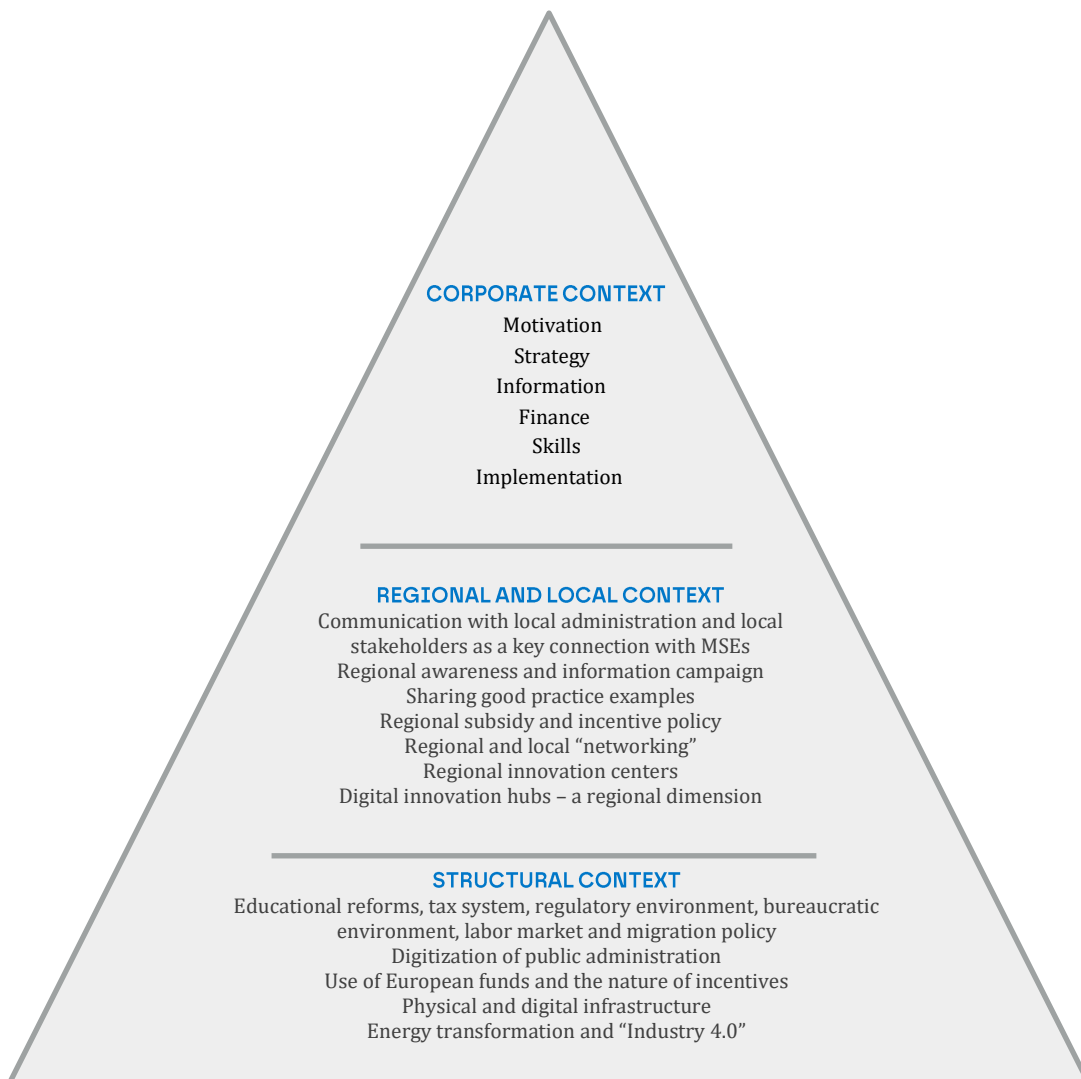 CORPORATE CONTEXT
Motivation
Strategy
Information
Finance
Skills
Implementation
REGIONAL AND LOCAL CONTEXT
Communication with local administration and local
stakeholders as a key connection with MSEs
Regional awareness and information campaign
Sharing good practice examples
Regional subsidy and incentive policy
Regional and local “networking”
Regional innovation centers
Digital innovation hubs – a regional dimension
STRUCTURAL CONTEXT
Educational reforms, tax system, regulatory environment, bureaucratic
environment, labor market and migration policy
Digitization of public administration
Use of European funds and the nature of incentives
Physical and digital infrastructure
Energy transformation and “Industry 4.0”